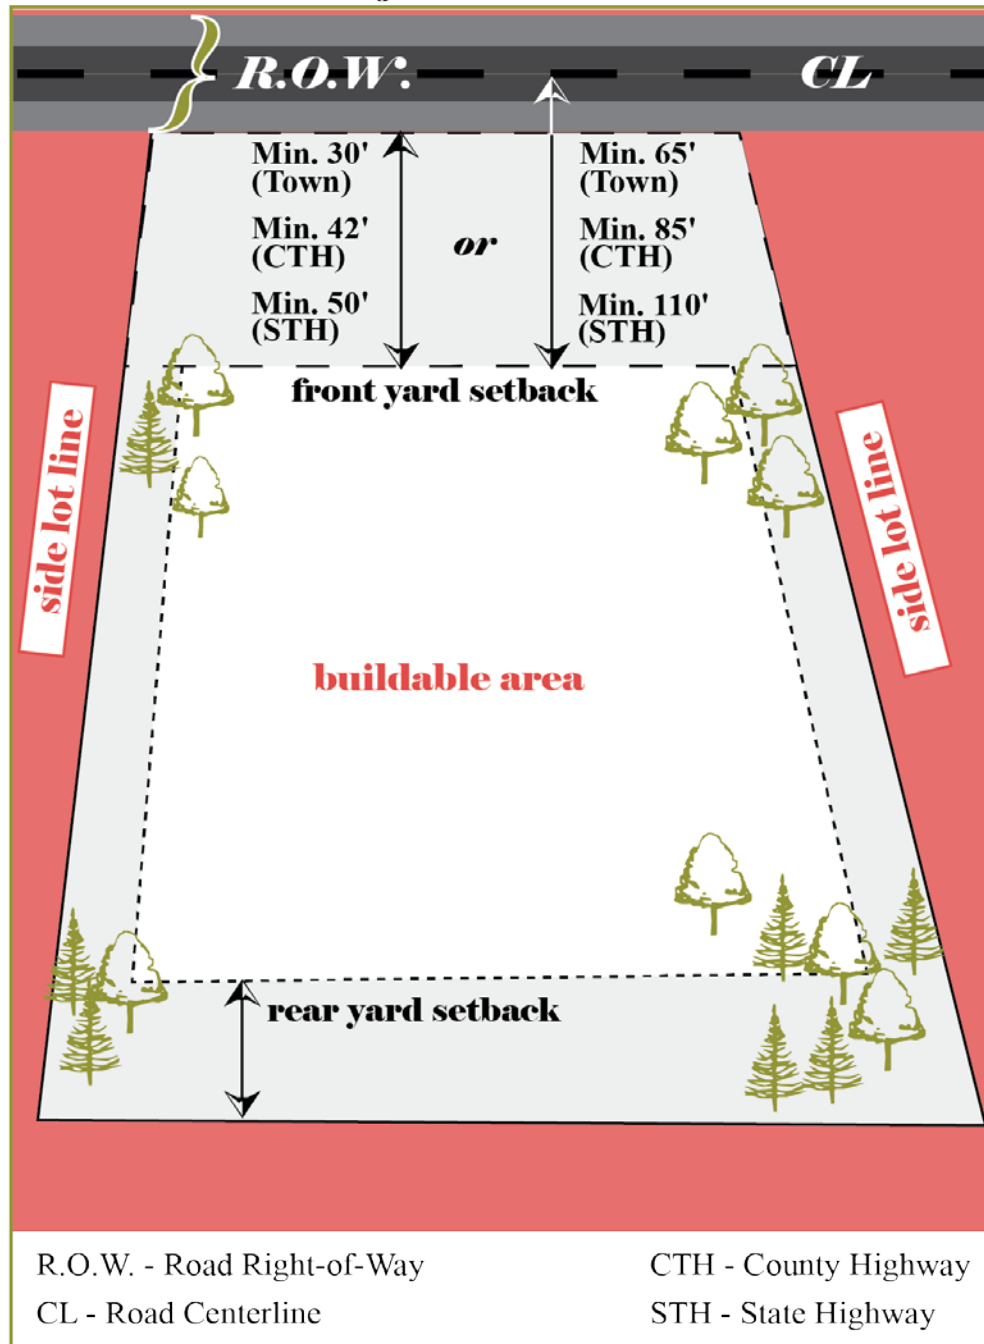 R.O.W.
CL
Min. 30'
(Town)
Min. 42'
(CTH)
Min. 50'
(STH)
or
Min. 65'
(Town)
Min. 85'
(CTH)
Min. 110'
(STH)
front yard setback
side lot line
side lot line
buildable area
rear yard setback
R.O.W. - Road Right-of-Way
CL - Road Centerline
CTH - County Highway
STH - State Highway